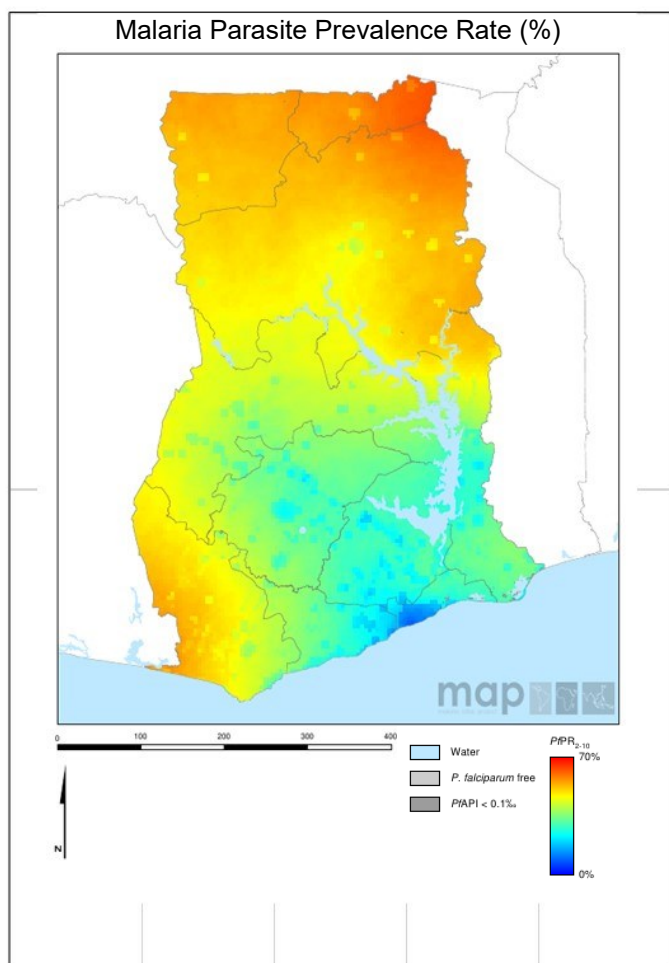 Malaria Parasite Prevalence Rate (%)
map
0 100 200 300 400
N
Water
P. falciparum free
PfAPI < 0.1‰
PfPR2-10
70%
0%